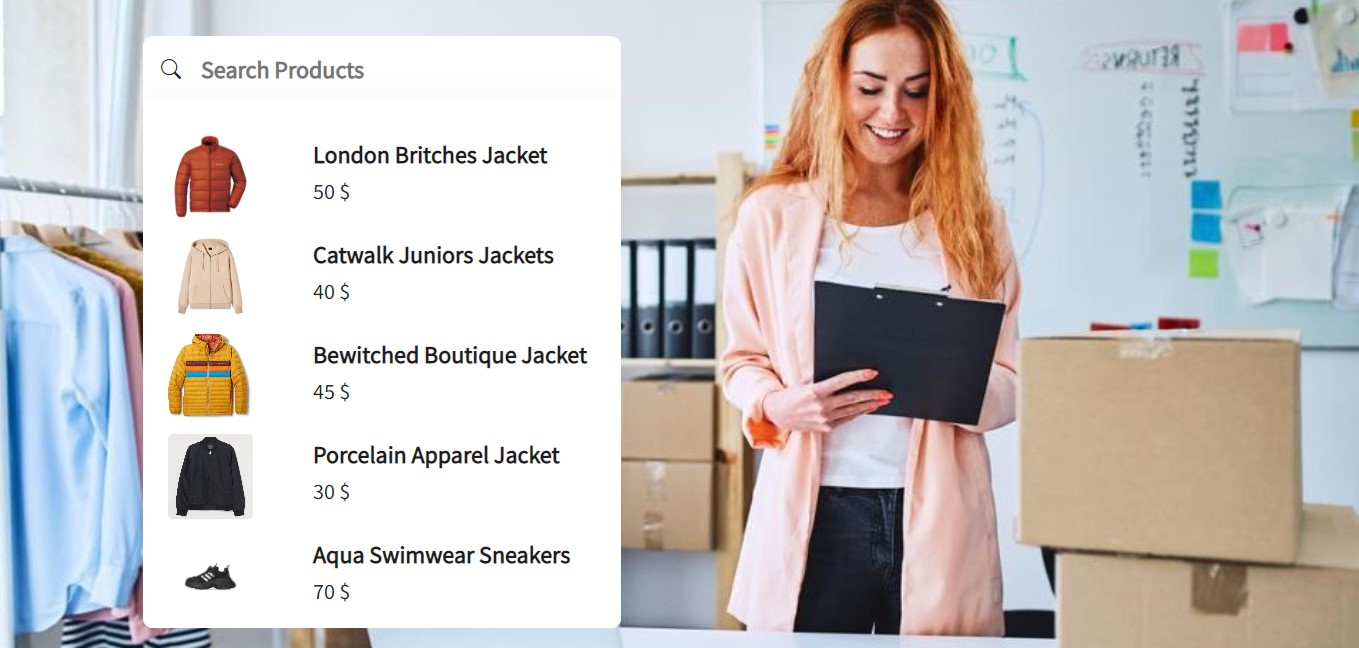 Search Products
London Britches Jacket
50 $
Catwalk Juniors Jackets
40 $
Bewitched Boutique Jacket
45 $
Porcelain Apparel Jacket
30 $
Aqua Swimwear Sneakers
70 $
RETURNS